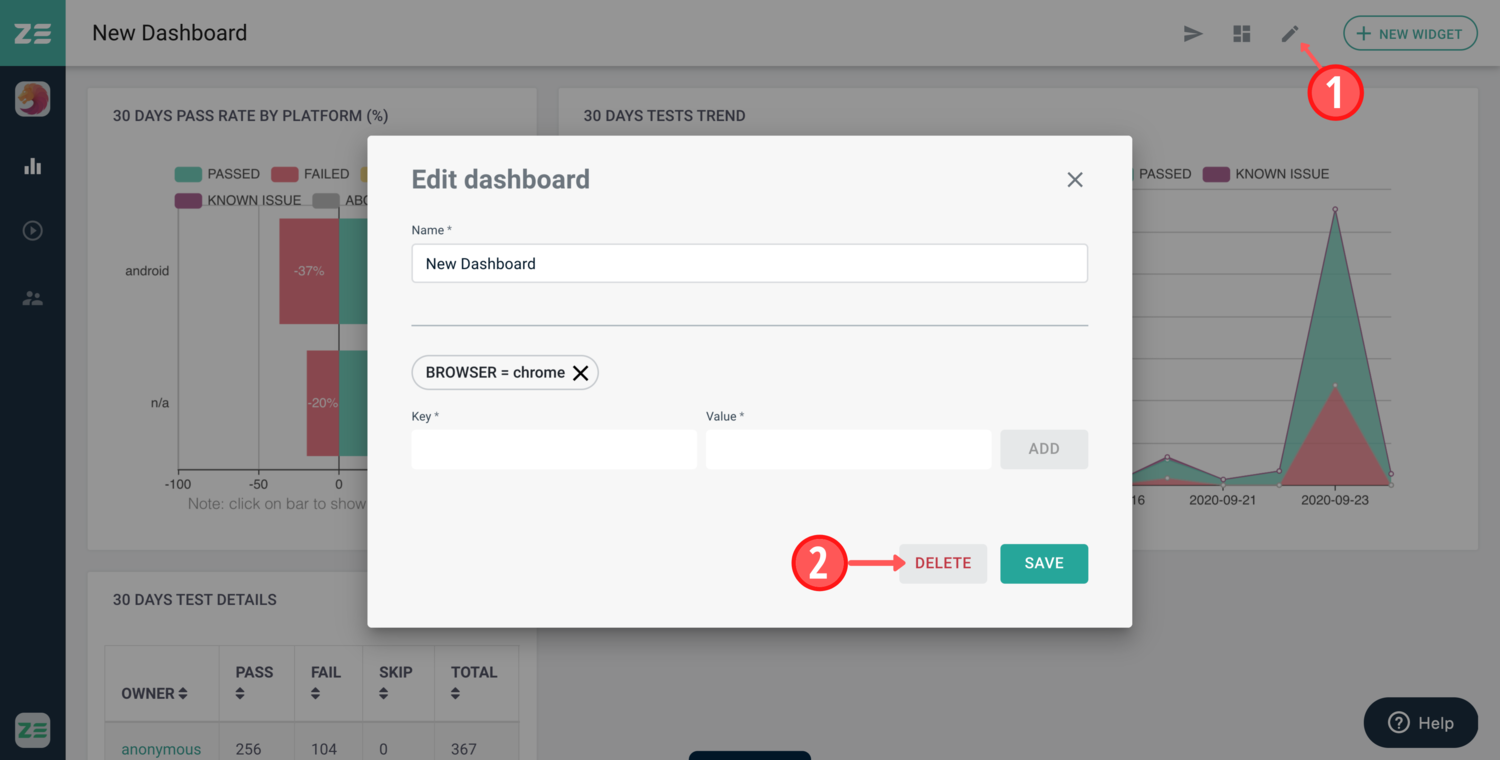 ZE
New Dashboard
NEW WIDGET
1
30 DAYS PASS RATE BY PLATFORM (%)
30 DAYS TESTS TREND
PASSED FAILED
KNOWN ISSUE
PASSED KNOWN ISSUE
android
-37%
n/a
-20%
-100 -50 0
Note: click on bar to show
16 2020-09-21 2020-09-23
Edit dashboard
Name *
New Dashboard
BROWSER = chrome
Key * Value *
ADD
2
DELETE SAVE
30 DAYS TEST DETAILS
OWNER PASS FAIL SKIP TOTAL
anonymous 256 104 0 367
ZE
Help